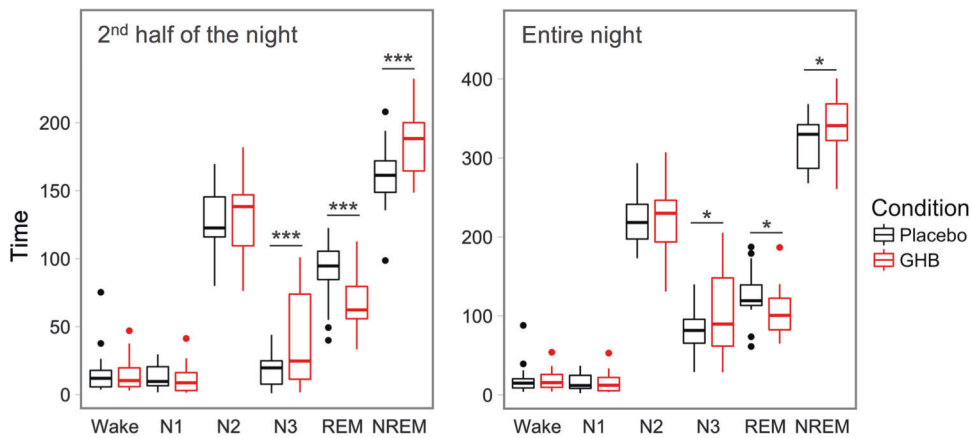 2nd half of the night
Entire night
Time
200
150
100
50
0
***
***
***
Wake N1 N2 N3 REM NREM
400
300
200
100
0
*
*
*
Wake N1 N2 N3 REM NREM
Condition
Placebo
GHB